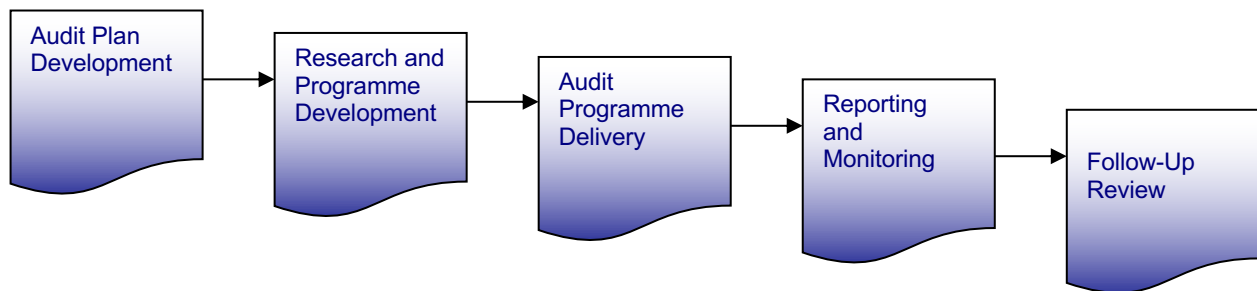 Audit Plan
Development
Research and
Programme
Development
Audit
Programme
Delivery
Reporting
and
Monitoring
Follow-Up
Review